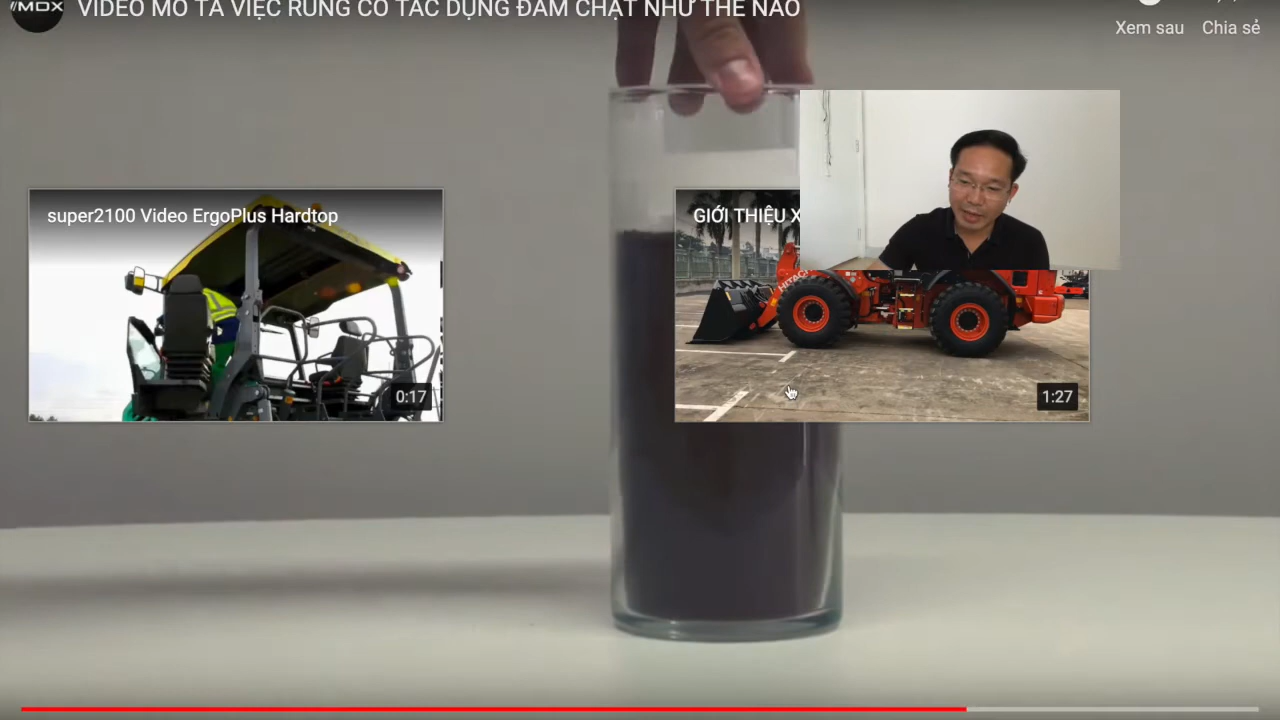 MDX
VIDEO MÔ TẢ VIỆC RUNG CÓ TÁC DỤNG ĐẦM CHẶT NHƯ THẾ NÀO
Xem sau
Chia sẻ
super2100 Video ErgoPlus Hardtop
GIỚI THIỆU X
HITACHI
0:17
1:27